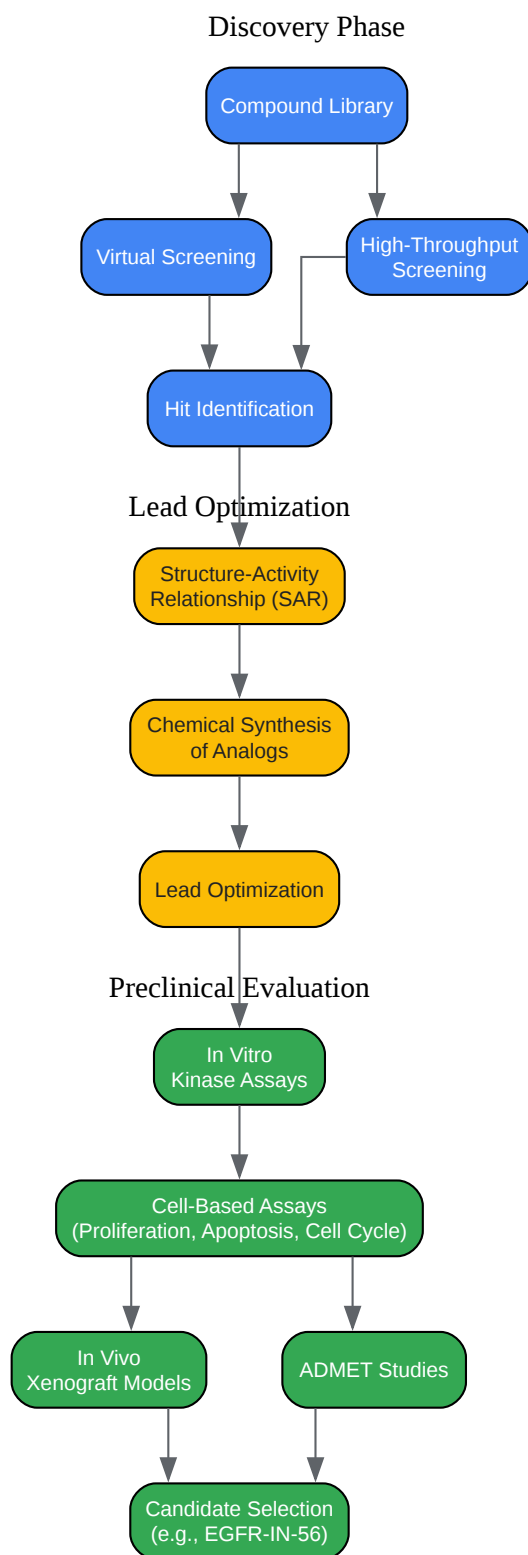 Discovery Phase
Compound Library
Virtual Screening
High-Throughput
Screening
Hit Identification
Lead Optimization
Structure-Activity
Relationship (SAR)
Chemical Synthesis
of Analogs
Lead Optimization
Preclinical Evaluation
In Vitro
Kinase Assays
Cell-Based Assays
(Proliferation, Apoptosis, Cell Cycle)
In Vivo
Xenograft Models
ADMET Studies
Candidate Selection
(e.g., EGFR-IN-56)